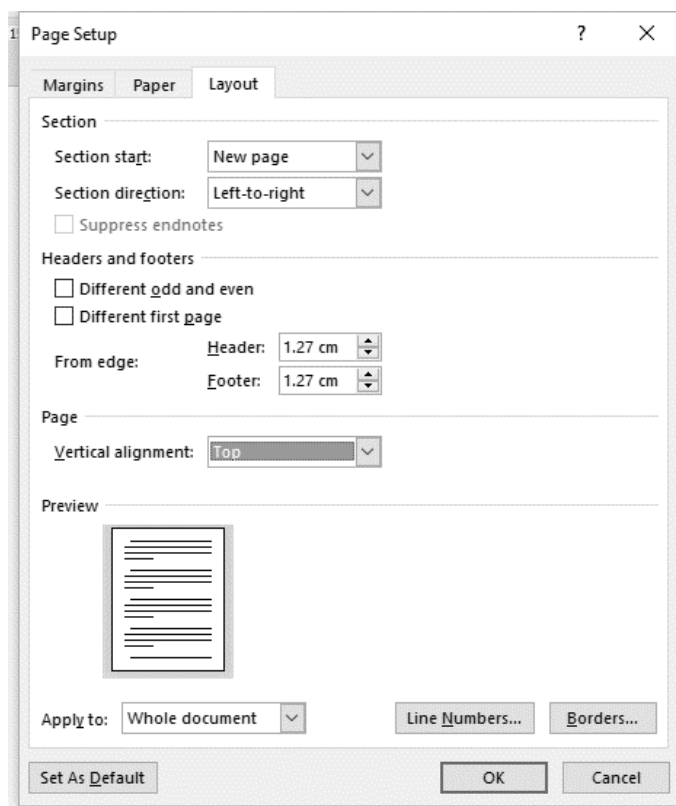 Page Setup ? ×
Margins Paper Layout
Section
Section start: New page
Section direction: Left-to-right
Suppress endnotes
Headers and footers
Different odd and even
Different first page
From edge: Header: 1.27 cm
Footer: 1.27 cm
Page
Vertical alignment: Top
Preview
Apply to: Whole document Line Numbers... Borders...
Set As Default OK Cancel